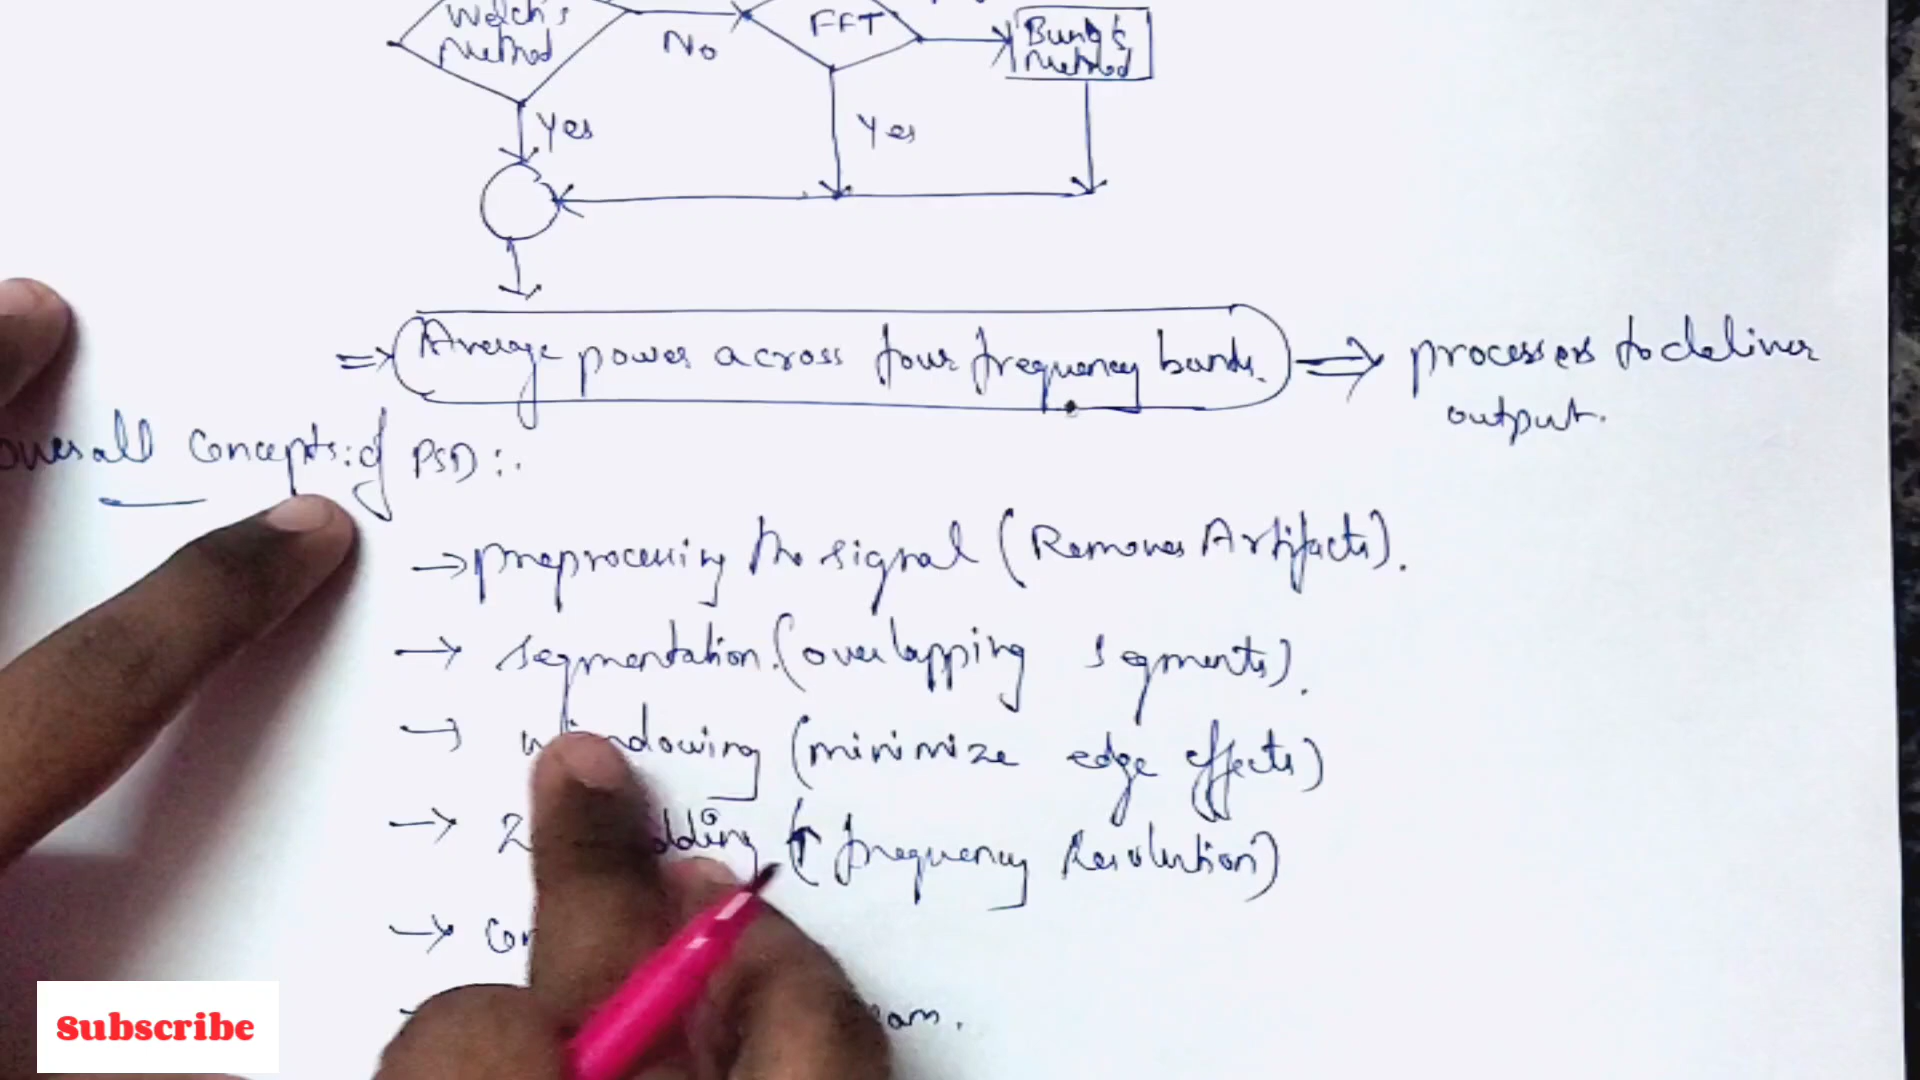 Welch's
Method
No
FFT
Method
Yes
Yes
Average power across four frequency bands.
processes to deliver
output.
overall Concepts: of PSD:.
→ preprocessing the signal (Removes Artifacts).
→ segmentation. (overlapping segments).
→ windowing (minimize edge effects)
→ (↑ frequency Resolution)
→
Subscribe